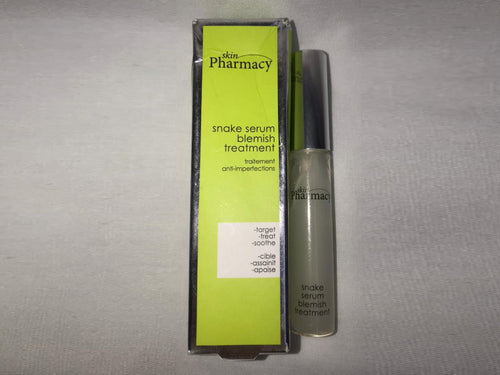 skin
Pharmacy
snake serum
blemish
treatment
traitement
anti-imperfections
-target
-treat
-soothe
-cible
-assainit
-apaise
skin
Pharmacy
snake
serum
blemish
treatment